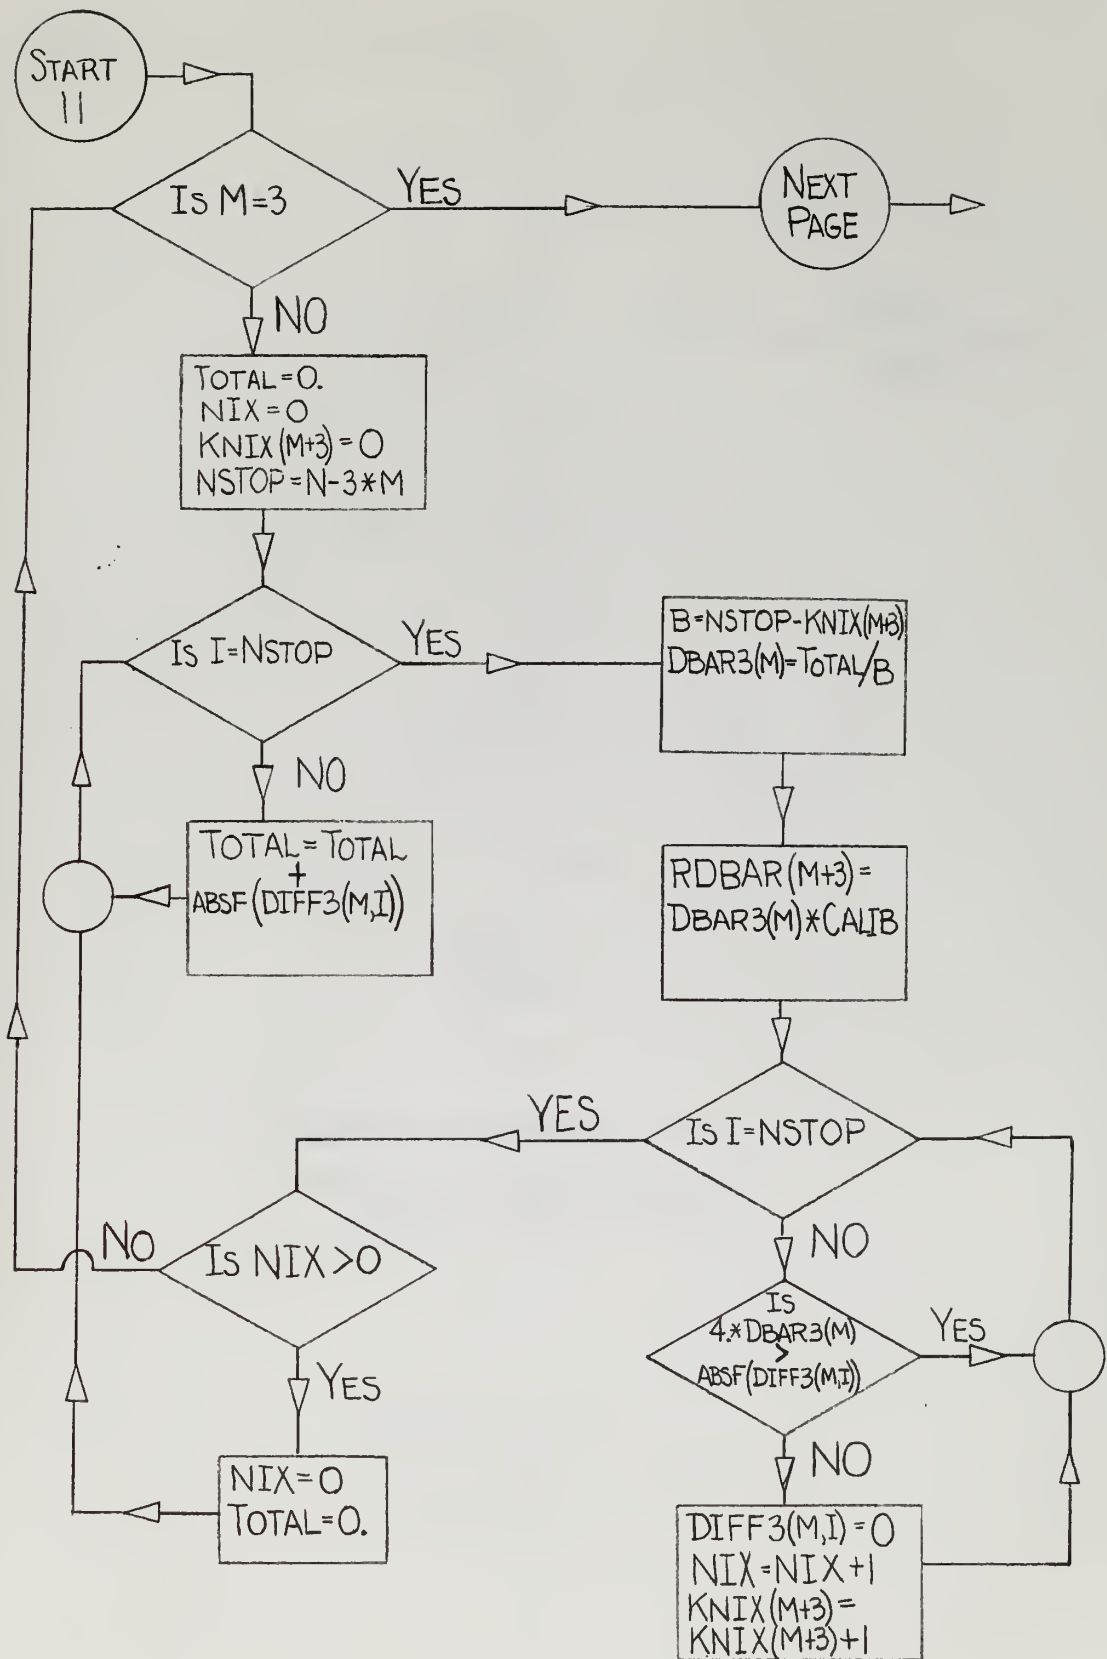 START
11
Is M=3
YES
NEXT
PAGE
NO
TOTAL=0.
NIX=0
KNIX(M+3)=0
NSTOP=N-3*M
Is I=NSTOP
YES
B=NSTOP-KNIX(M+3)
DBAR3(M)=TOTAL/B
NO
TOTAL=TOTAL
+
ABSF(DIFF3(M,I))
RDBAR(M+3)=
DBAR3(M)*CALIB
Is I=NSTOP
YES
NO
Is NIX>0
NO
YES
Is
4.*DBAR3(M)
>
ABSF(DIFF3(M,I))
YES
NO
NIX=0
TOTAL=0.
DIFF3(M,I)=0
NIX=NIX+1
KNIX(M+3)=
KNIX(M+3)+1